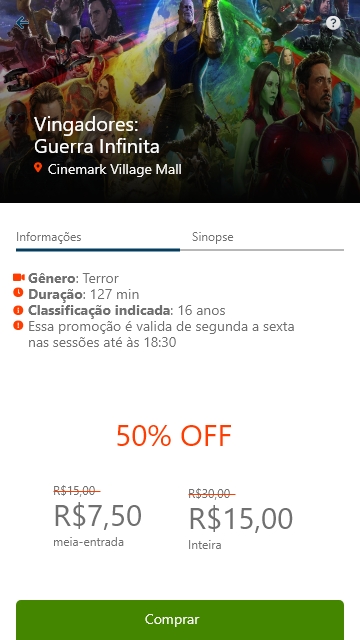 ?
Vingadores:
Guerra Infinita
Cinemark Village Mall
Informações
Sinopse
Gênero: Terror
Duração: 127 min
Classificação indicada: 16 anos
Essa promoção é valida de segunda a sexta
nas sessões até às 18:30
50% OFF
R$15,00
R$7,50
meia-entrada
R$30,00
R$15,00
Inteira
Comprar